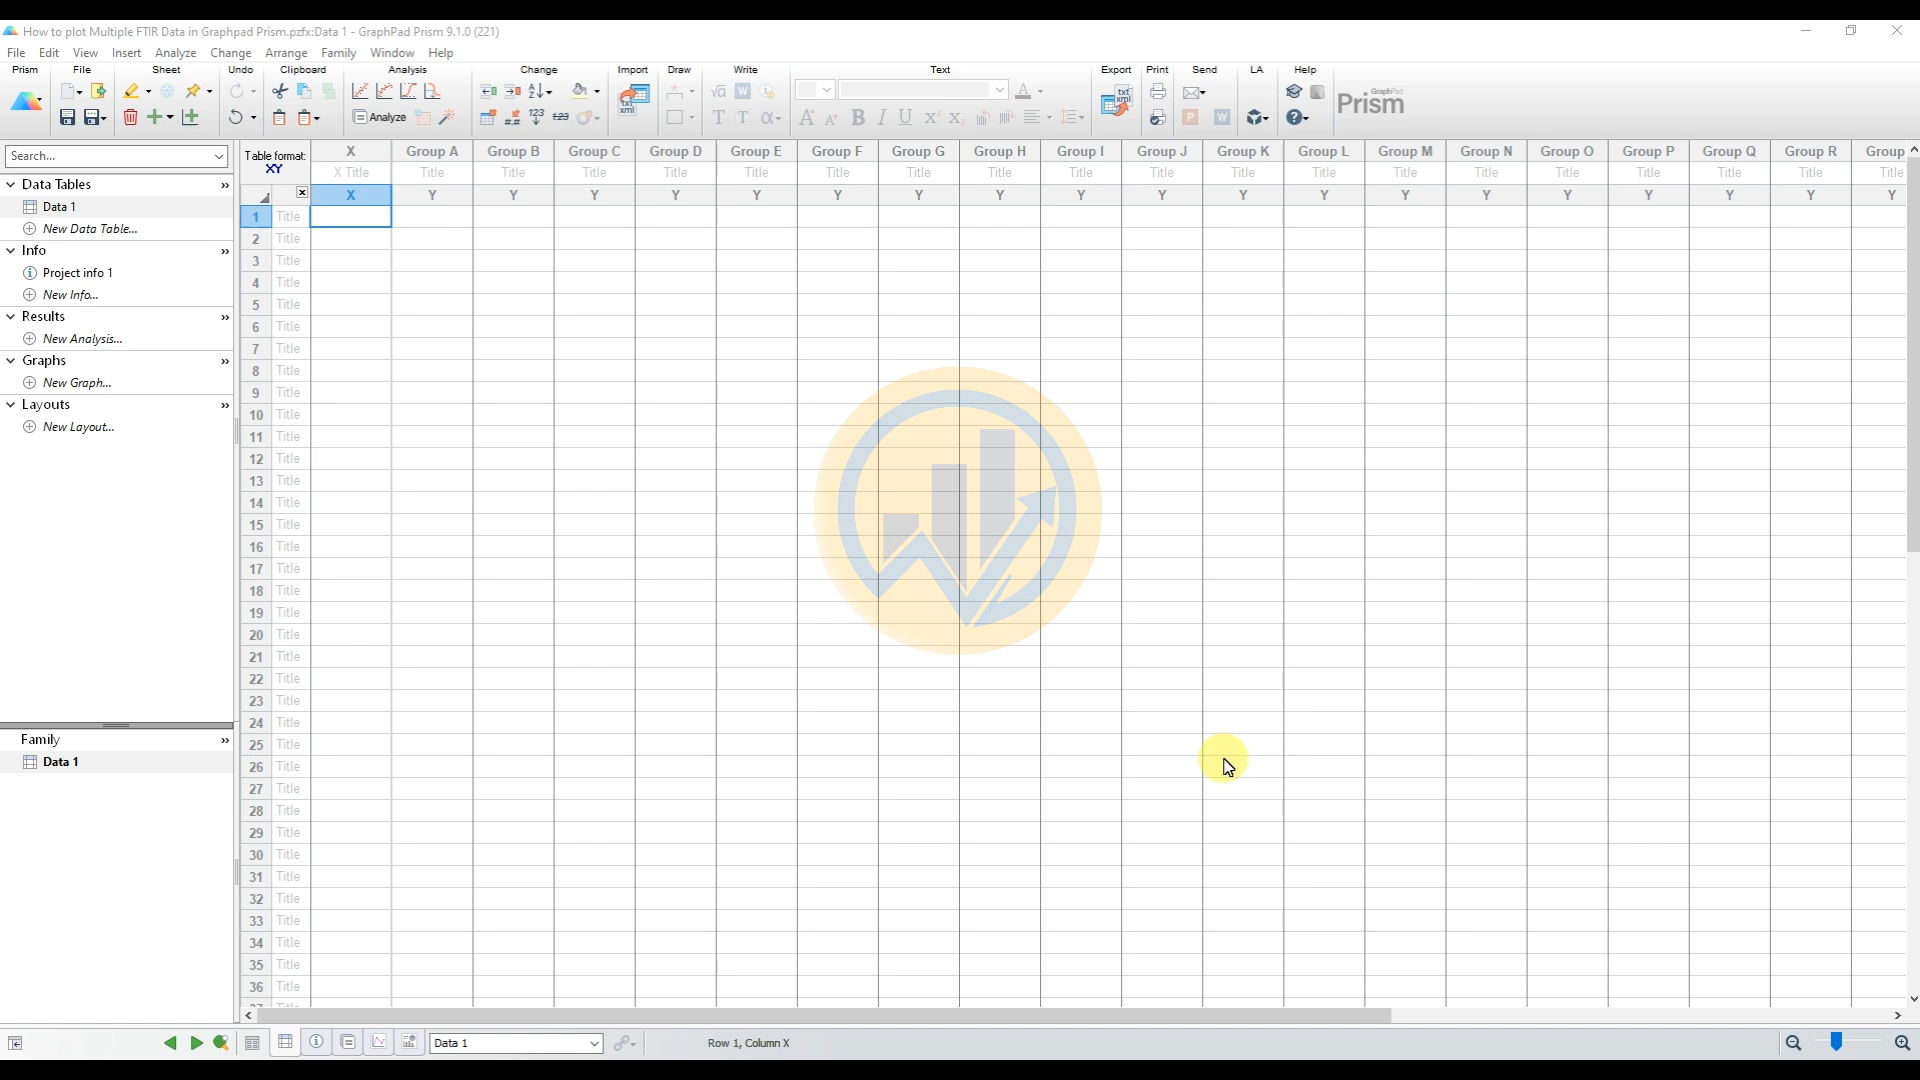 How to plot Multiple FTIR Data in Graphpad Prism.pzfx:Data 1 - GraphPad Prism 9.1.0 (221)
File Edit View Insert Analyze Change Arrange Family Window Help
Prism File Sheet Undo Clipboard Analysis Change Import Draw Write Text Export Print Send LA Help
Analyze
GraphPad
Prism
Search...
Table format:
XY
X Group A Group B Group C Group D Group E Group F Group G Group H Group I Group J Group K Group L Group M Group N Group O Group P Group Q Group R Group
X Title Title Title Title Title Title Title Title Title Title Title Title Title Title Title Title Title Title Title Title
X Y Y Y Y Y Y Y Y Y Y Y Y Y Y Y Y Y Y Y
Data Tables
Data 1
New Data Table...
Info
Project info 1
New Info...
Results
New Analysis...
Graphs
New Graph...
Layouts
New Layout...
Family
Data 1
1 Title
2 Title
3 Title
4 Title
5 Title
6 Title
7 Title
8 Title
9 Title
10 Title
11 Title
12 Title
13 Title
14 Title
15 Title
16 Title
17 Title
18 Title
19 Title
20 Title
21 Title
22 Title
23 Title
24 Title
25 Title
26 Title
27 Title
28 Title
29 Title
30 Title
31 Title
32 Title
33 Title
34 Title
35 Title
36 Title
Data 1
Row 1, Column X